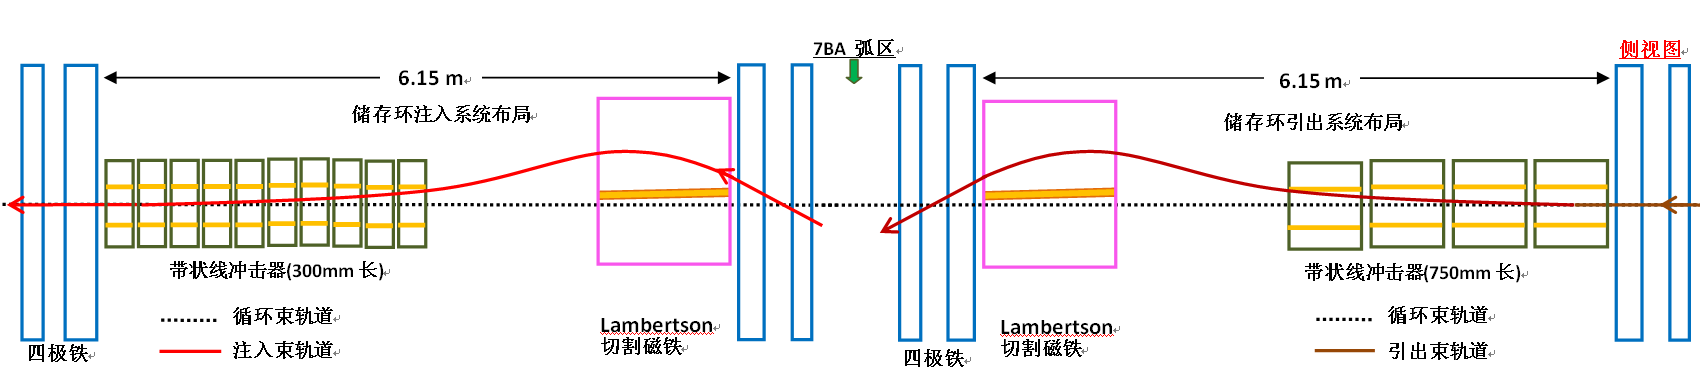 7BA 弧区
侧视图
6.15 m
6.15 m
储存环注入系统布局
储存环引出系统布局
带状线冲击器(300mm 长)
带状线冲击器(750mm 长)
循环束轨道
Lambertson
切割磁铁
Lambertson
切割磁铁
循环束轨道
四极铁
注入束轨道
四极铁
引出束轨道